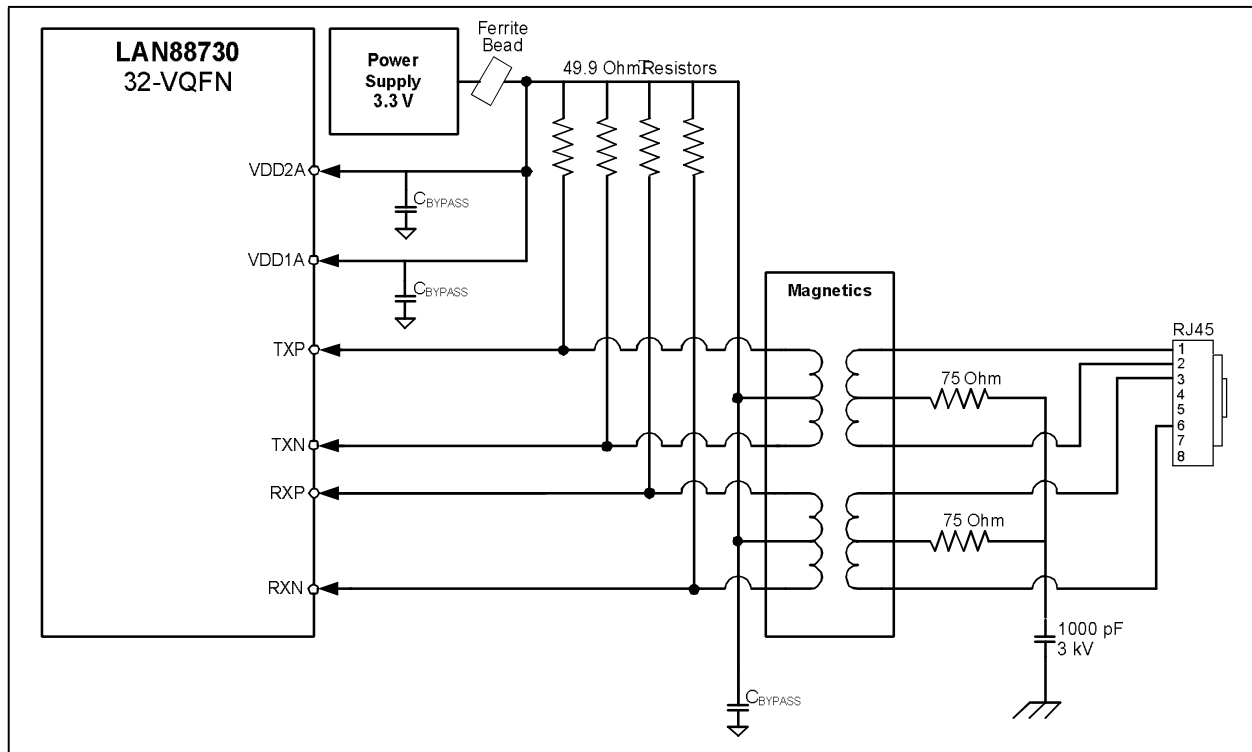 LAN88730
32-VQFN
Power
Supply
3.3 V
Ferrite
Bead
49.9 Ohm Resistors
VDD2A
CBYPASS
VDD1A
CBYPASS
Magnetics
RJ45
TXP
1
2
3
4
5
6
7
8
75 Ohm
TXN
RXP
75 Ohm
RXN
1000 pF
3 kV
CBYPASS